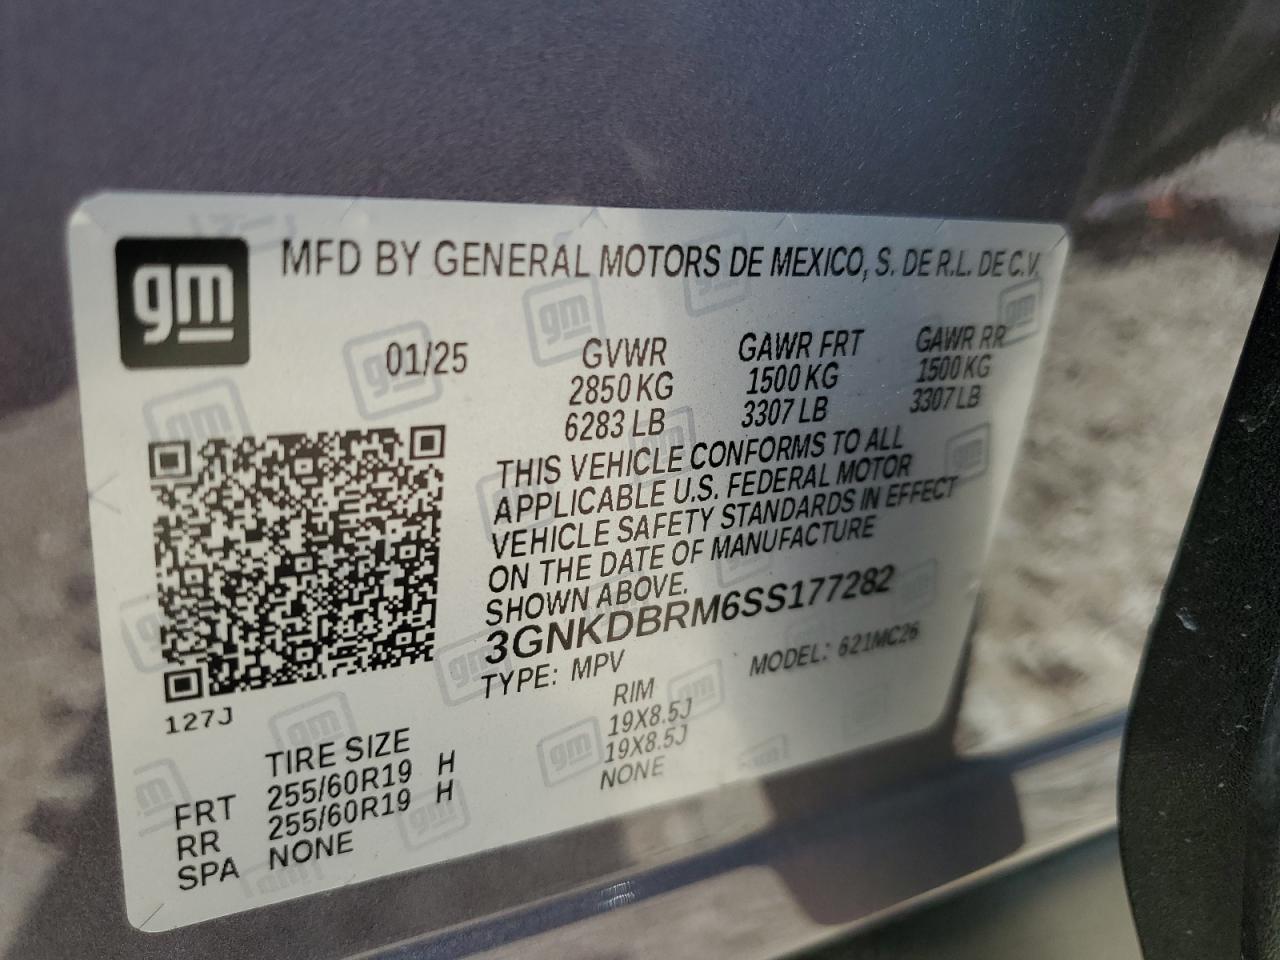 gm
MFD BY GENERAL MOTORS DE MEXICO, S. DE R.L. DE C.V.
01/25
GVWR GAWR FRT GAWR RR
2850 KG 1500 KG 1500 KG
6283 LB 3307 LB 3307 LB
THIS VEHICLE CONFORMS TO ALL
APPLICABLE U.S. FEDERAL MOTOR
VEHICLE SAFETY STANDARDS IN EFFECT
ON THE DATE OF MANUFACTURE
SHOWN ABOVE.
3GNKDBRM6SS177282
TYPE: MPV MODEL: 621MC26
127J
TIRE SIZE RIM
FRT 255/60R19 H 19X8.5J
RR 255/60R19 H 19X8.5J
SPA NONE NONE